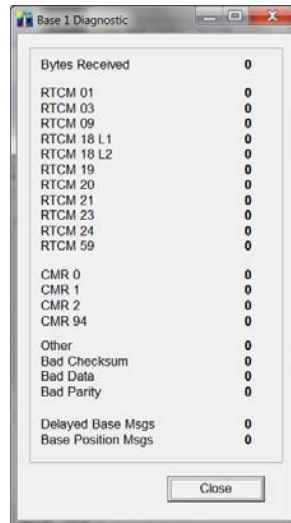 Base 1 Diagnostic
Bytes Received 0
RTCM 01 0
RTCM 03 0
RTCM 09 0
RTCM 18 L1 0
RTCM 18 L2 0
RTCM 19 0
RTCM 20 0
RTCM 21 0
RTCM 23 0
RTCM 24 0
RTCM 59 0
CMR 0 0
CMR 1 0
CMR 2 0
CMR 94 0
Other 0
Bad Checksum 0
Bad Data 0
Bad Parity 0
Delayed Base Msgs 0
Base Position Msgs 0
Close